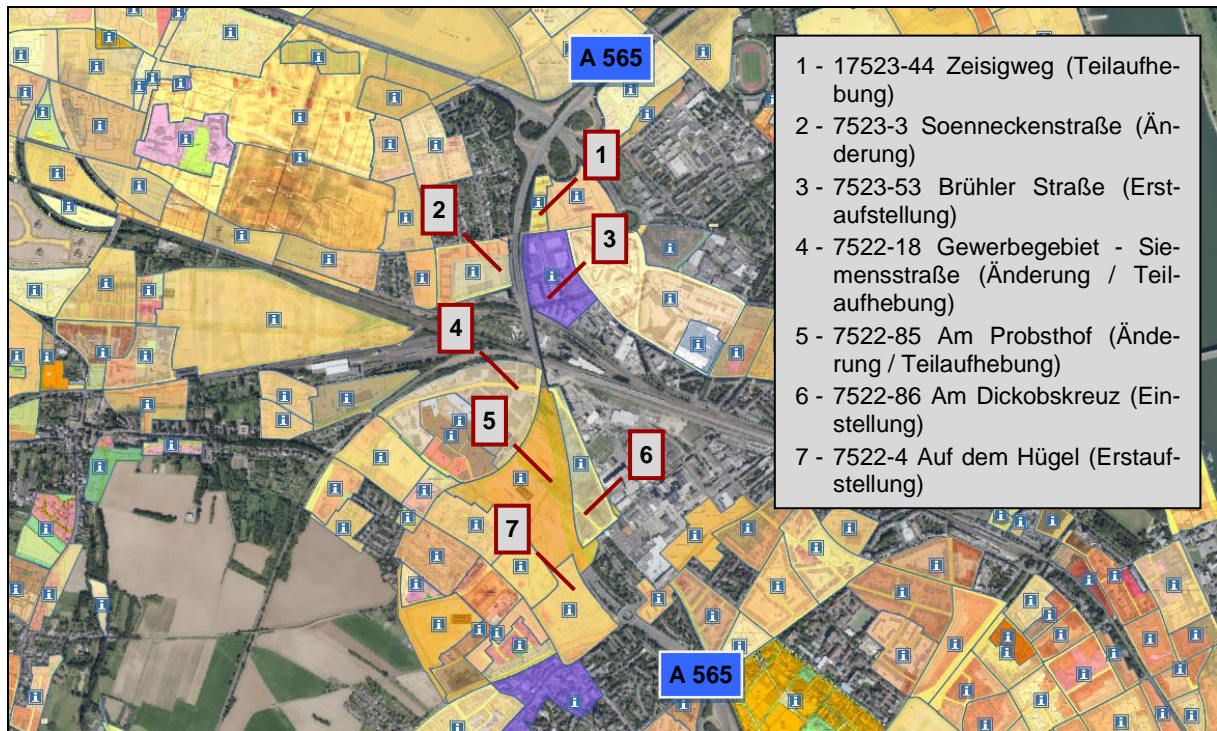 A 565
1 - 17523-44 Zeisigweg (Teilaufhe-
bung)
2 - 7523-3 Soenneckenstraße (Än-
derung)
3 - 7523-53 Brühler Straße (Erst-
aufstellung)
4 - 7522-18 Gewerbegebiet - Sie-
mensstraße (Änderung / Teil-
aufhebung)
5 - 7522-85 Am Probsthof (Ände-
rung / Teilaufhebung)
6 - 7522-86 Am Dickobskreuz (Ein-
stellung)
7 - 7522-4 Auf dem Hügel (Erstauf-
stellung)
1
2
3
4
5
6
7
A 565